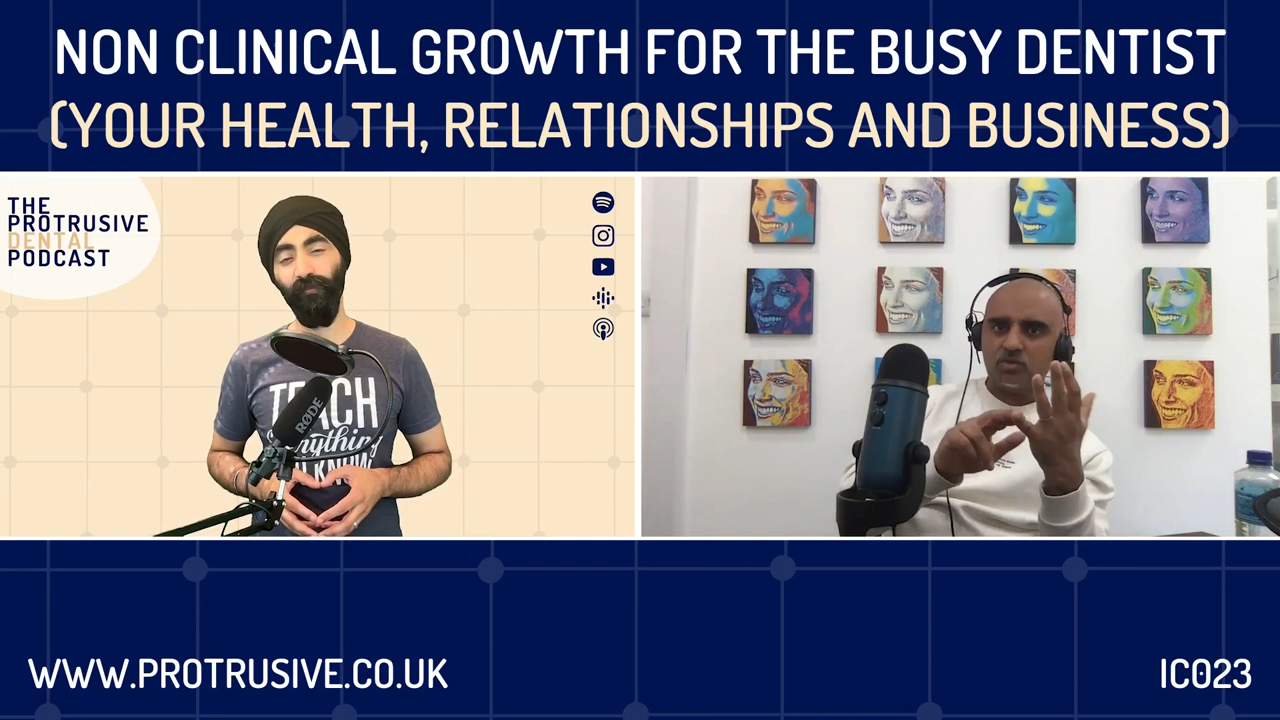 NON CLINICAL GROWTH FOR THE BUSY DENTIST
(YOUR HEALTH, RELATIONSHIPS AND BUSINESS)
THE
PROTRUSIVE
DENTAL
PODCAST
TEACH
RØDE
KNOW
WWW.PROTRUSIVE.CO.UK
IC023